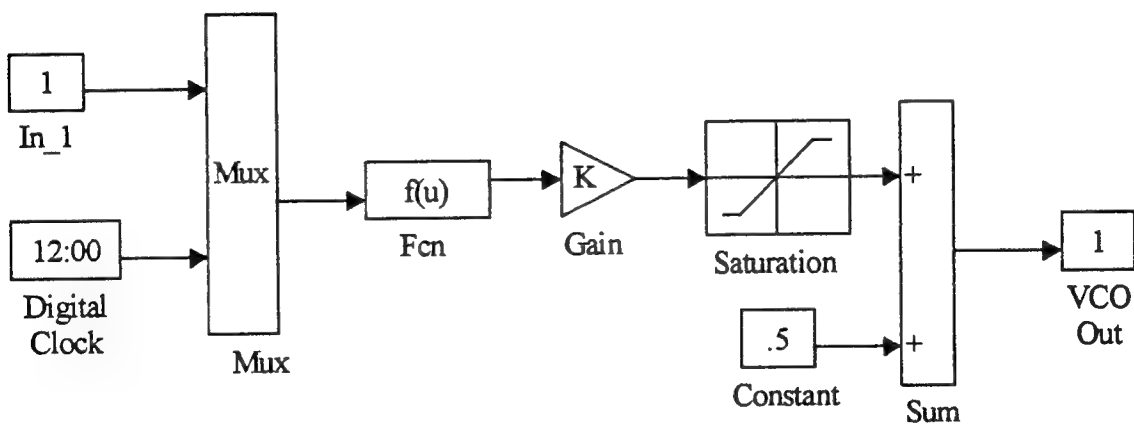 1
In_1
12:00
Digital
Clock
Mux
Mux
f(u)
Fcn
K
Gain
Saturation
.5
Constant
+
+
Sum
1
VCO
Out